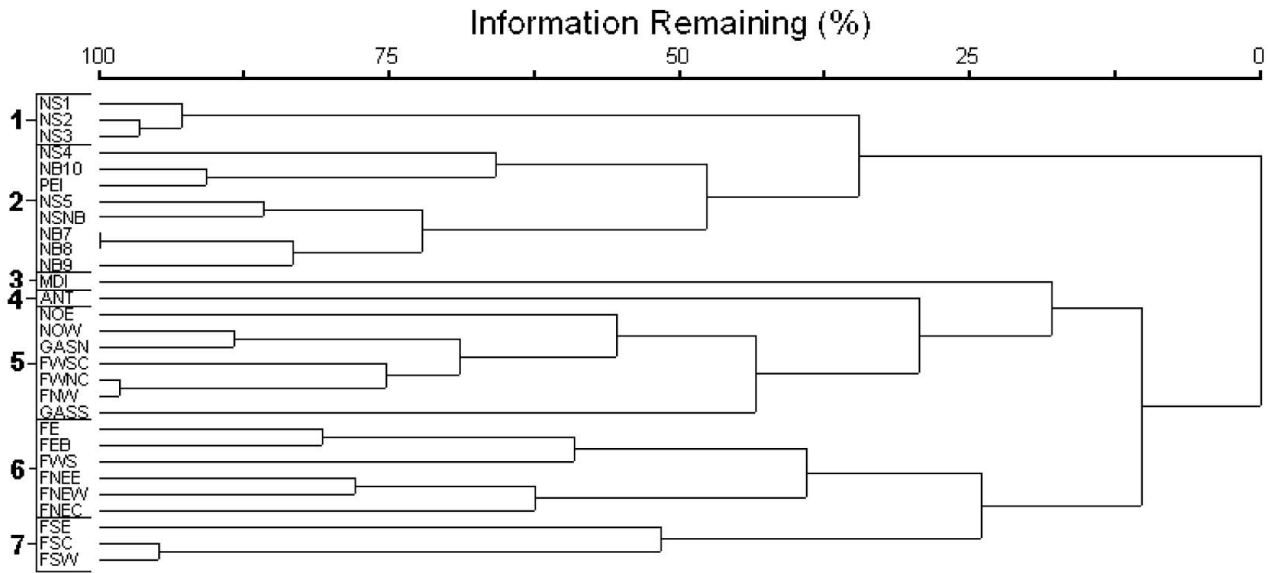 Information Remaining (%)
100 75 50 25 0
NS1
1 NS2
NS3
NS4
NB10
PEI
2 NS5
NSNB
NB7
NB8
NB9
3 MDI
4 ANT
NOE
NOW
GASN
5 FWSC
FWNC
FNW
GASS
FE
FEB
6 FWS
FNEE
FNEW
FNEC
FSE
7 FSC
FSW